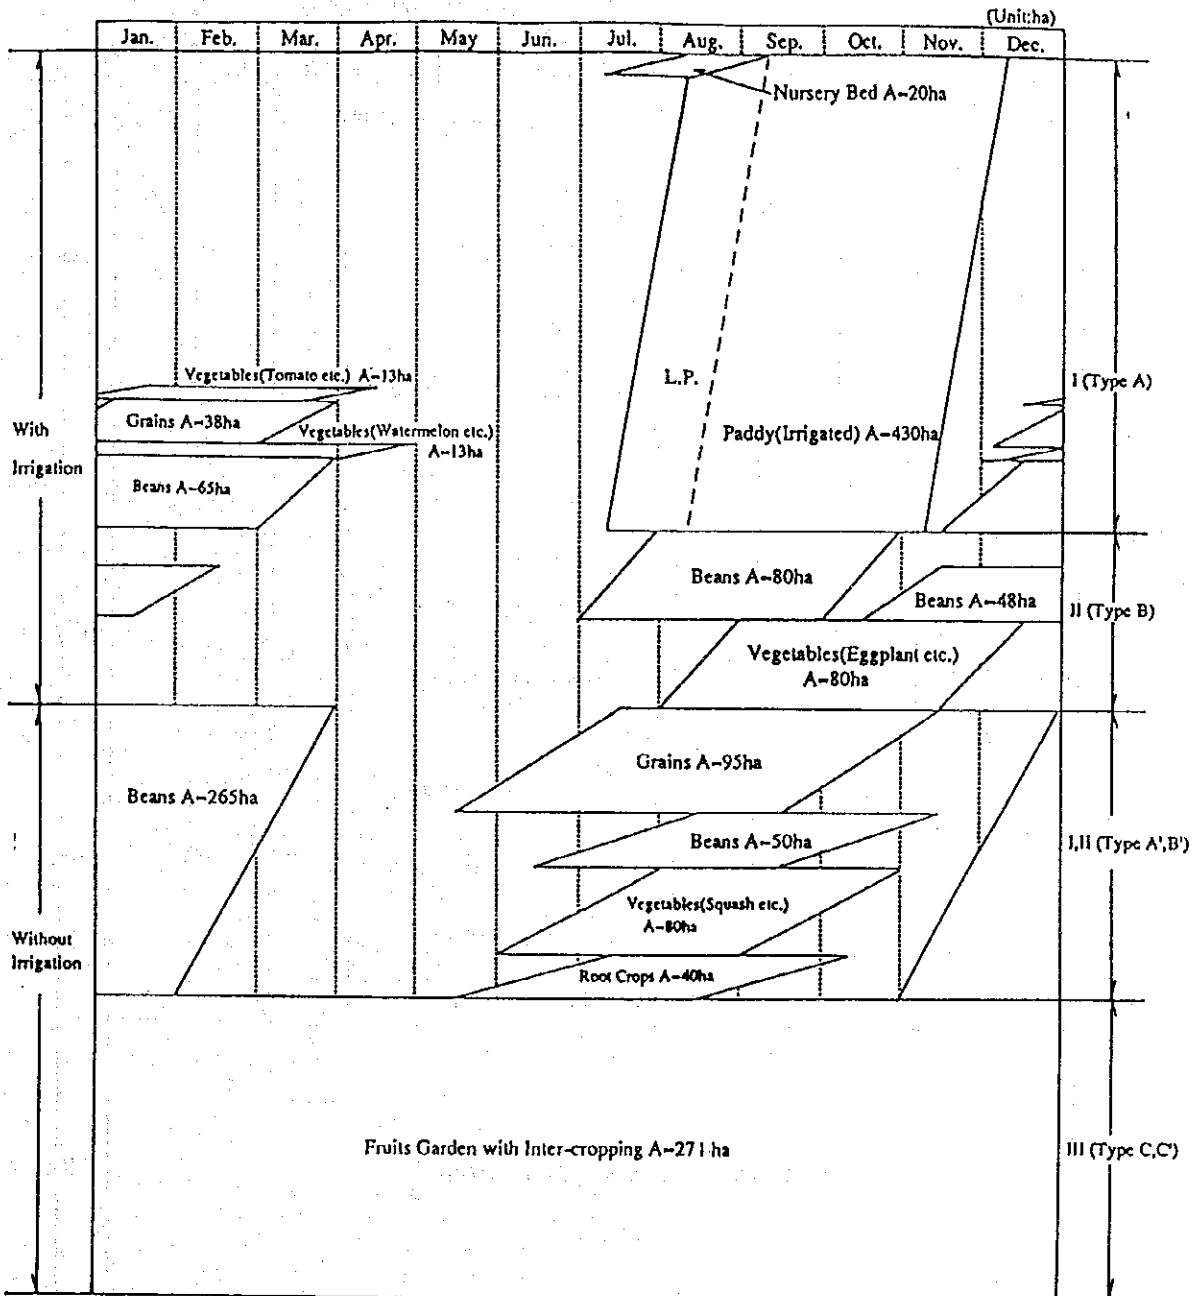 (Unit:ha)
Jan. Feb. Mar. Apr. May Jun. Jul. Aug. Sep. Oct. Nov. Dec.
Nursery Bed A-20ha
Vegetables(Tomato etc.) A-13ha
L.P.
I (Type A)
Grains A-38ha
Vegetables(Watermelon etc.)
A-13ha
Paddy(Irrigated) A-430ha
With
Irrigation
Beans A-65ha
Beans A-80ha
Beans A-48ha
II (Type B)
Vegetables(Eggplant etc.)
A-80ha
Grains A-95ha
Beans A-265ha
Beans A-50ha
I,II (Type A',B')
Vegetables(Squash etc.)
A-80ha
Without
Irrigation
Root Crops A-40ha
Fruits Garden with Inter-cropping A-271ha
III (Type C,C')